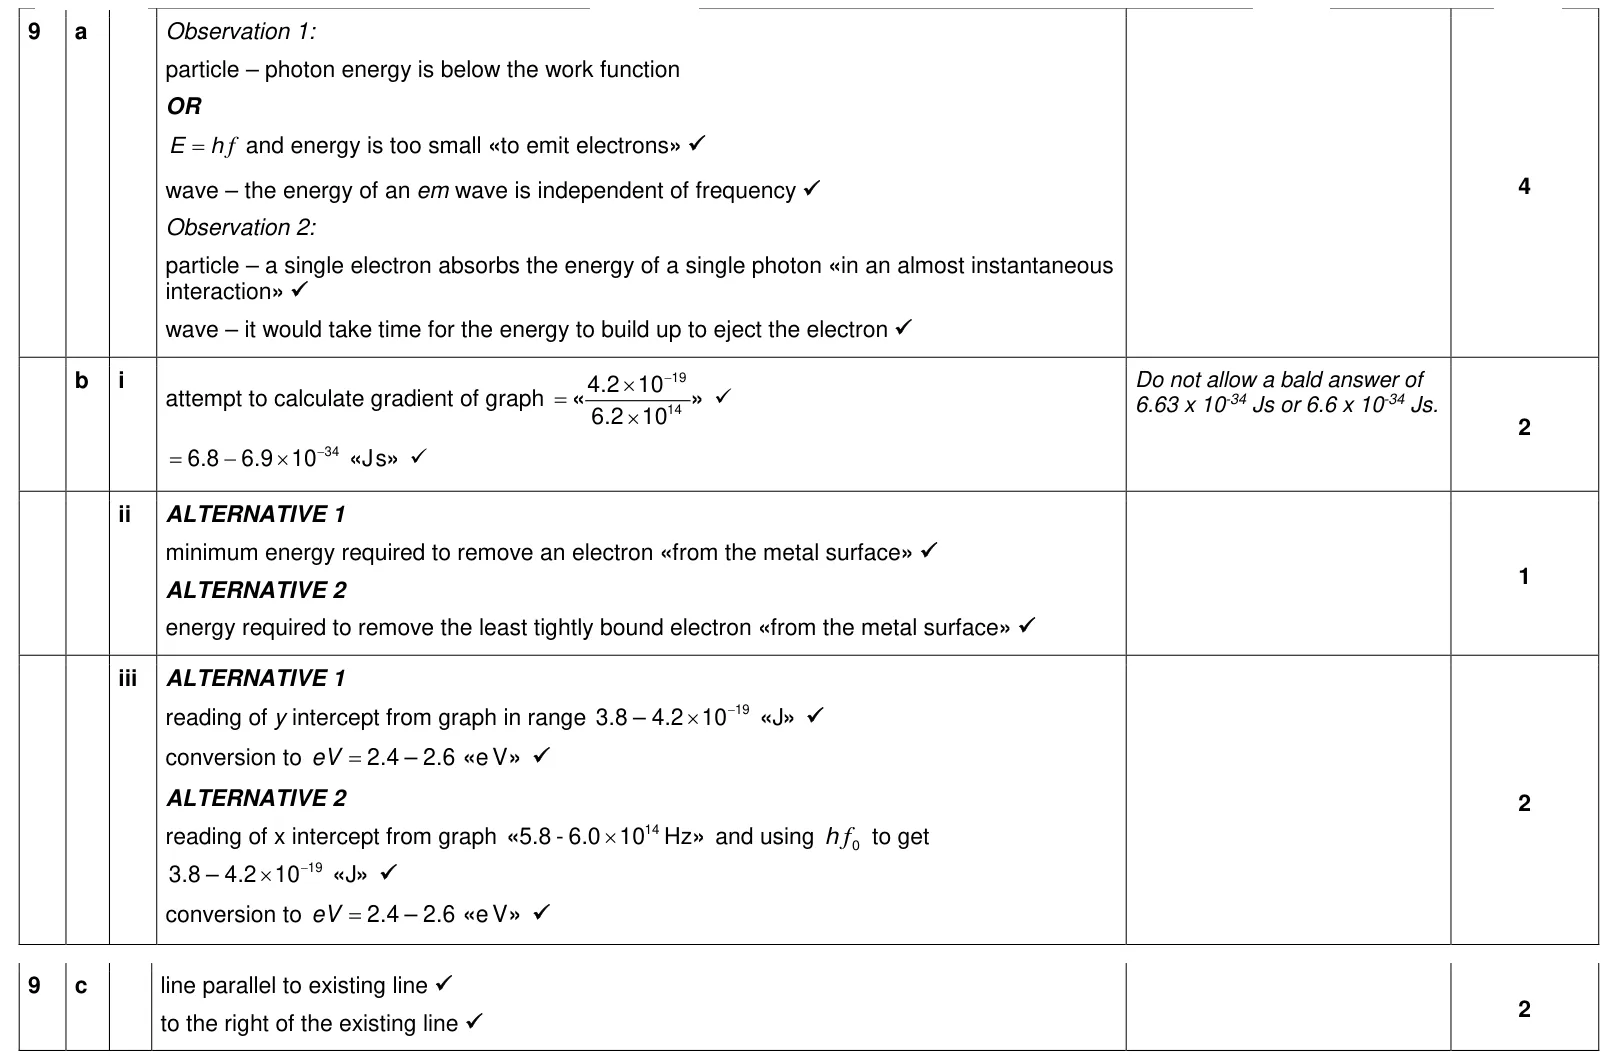 9 a Observation 1:
particle – photon energy is below the work function
OR
E = hf and energy is too small «to emit electrons» ✓
wave – the energy of an em wave is independent of frequency ✓
4
Observation 2:
particle – a single electron absorbs the energy of a single photon «in an almost instantaneous
interaction» ✓
wave – it would take time for the energy to build up to eject the electron ✓
b i attempt to calculate gradient of graph = «4.2×10⁻¹⁹ / 6.2×10¹⁴» ✓
= 6.8 – 6.9×10⁻³⁴ «Js» ✓
Do not allow a bald answer of
6.63 x 10⁻³⁴ Js or 6.6 x 10⁻³⁴ Js.
2
ii ALTERNATIVE 1
minimum energy required to remove an electron «from the metal surface» ✓
ALTERNATIVE 2
energy required to remove the least tightly bound electron «from the metal surface» ✓
1
iii ALTERNATIVE 1
reading of y intercept from graph in range 3.8 – 4.2×10⁻¹⁹ «J» ✓
conversion to eV = 2.4 – 2.6 «eV» ✓
ALTERNATIVE 2
reading of x intercept from graph «5.8 - 6.0×10¹⁴ Hz» and using hf₀ to get
3.8 – 4.2×10⁻¹⁹ «J» ✓
conversion to eV = 2.4 – 2.6 «eV» ✓
2
9 c line parallel to existing line ✓
to the right of the existing line ✓
2